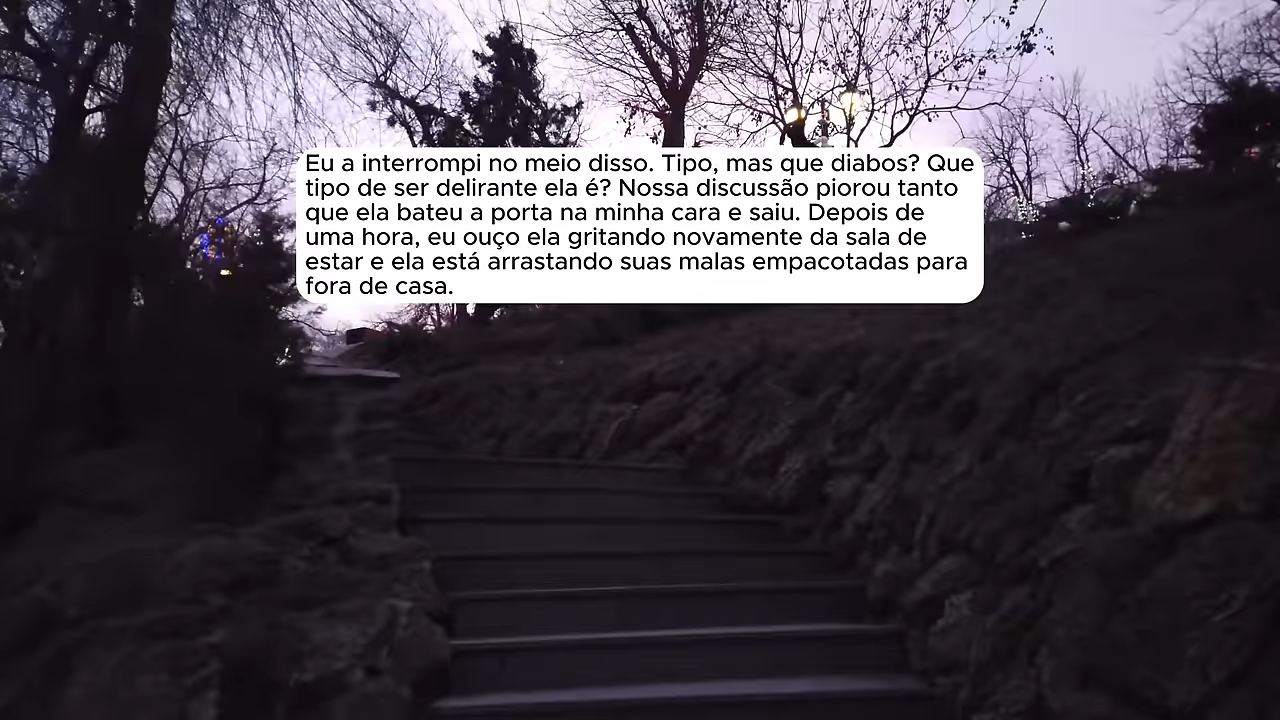 Eu a interrompi no meio disso. Tipo, mas que diabos? Que
tipo de ser delirante ela é? Nossa discussão piorou tanto
que ela bateu a porta na minha cara e saiu. Depois de
uma hora, eu ouço ela gritando novamente da sala de
estar e ela está arrastando suas malas empacotadas para
fora de casa.